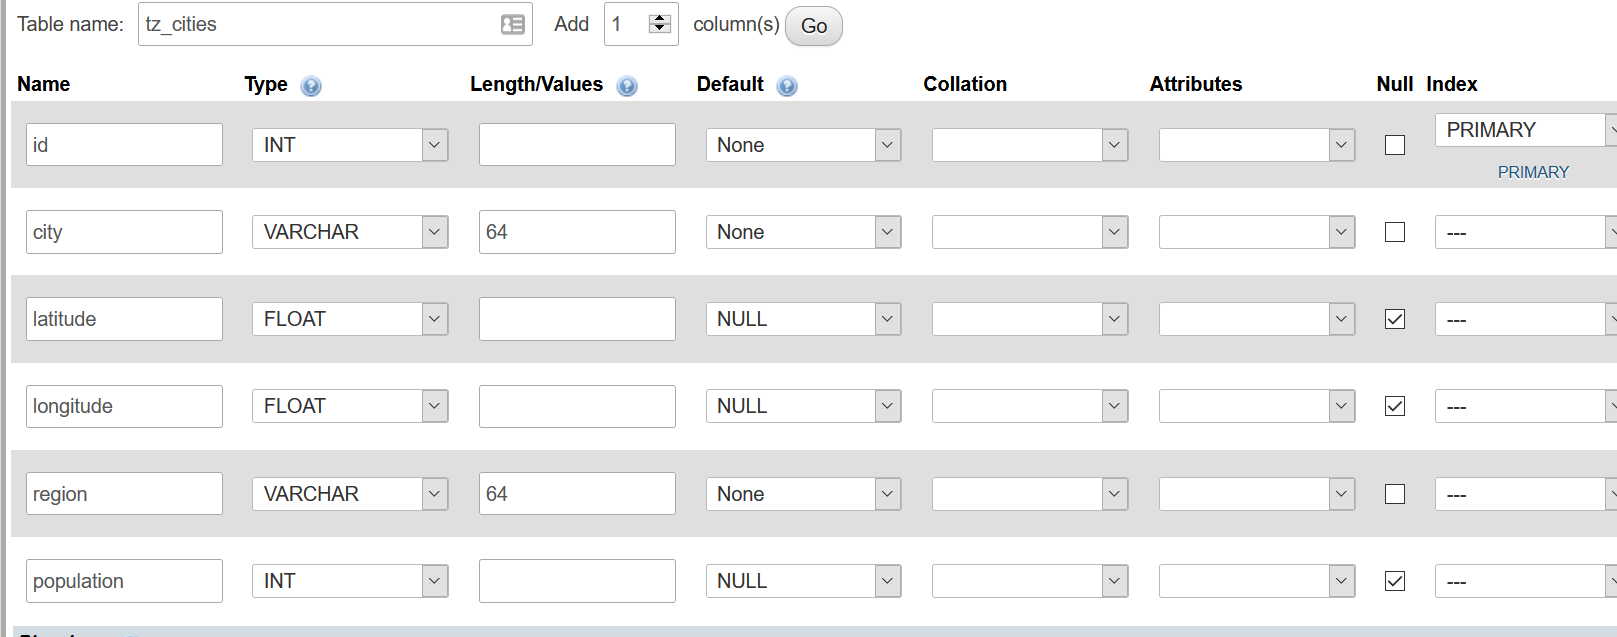 Table name: tz_cities Add 1 column(s) Go
Name Type Length/Values Default Collation Attributes Null Index
id INT None PRIMARY
PRIMARY
city VARCHAR 64 None ---
latitude FLOAT NULL ---
longitude FLOAT NULL ---
region VARCHAR 64 None ---
population INT NULL ---